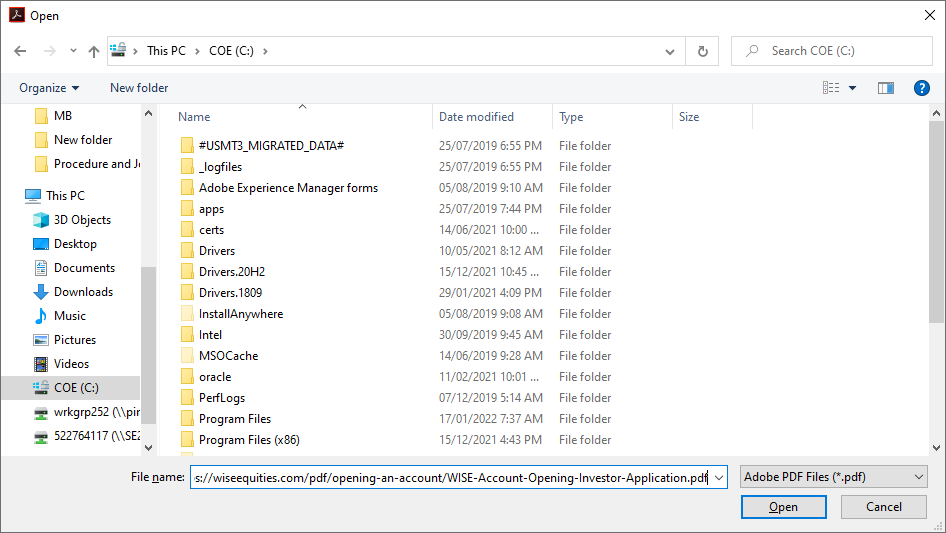 Open
This PC > COE (C:) >
Search COE (C:)
Organize
New folder
MB
New folder
Procedure and Jo
This PC
3D Objects
Desktop
Documents
Downloads
Music
Pictures
Videos
COE (C:)
wrkgrp252 (\\pir
522764117 (\\SE2
Name Date modified Type Size
#USMT3_MIGRATED_DATA# 25/07/2019 6:55 PM File folder
_logfiles 25/07/2019 6:55 PM File folder
Adobe Experience Manager forms 05/08/2019 9:10 AM File folder
apps 25/07/2019 7:44 PM File folder
certs 14/06/2021 10:00 ... File folder
Drivers 10/05/2021 8:12 AM File folder
Drivers.20H2 15/12/2021 10:45 ... File folder
Drivers.1809 29/01/2021 4:09 PM File folder
InstallAnywhere 05/08/2019 9:08 AM File folder
Intel 30/09/2019 9:45 AM File folder
MSOCache 14/06/2019 9:28 AM File folder
oracle 11/02/2021 10:01 ... File folder
PerfLogs 07/12/2019 5:14 AM File folder
Program Files 17/01/2022 7:37 AM File folder
Program Files (x86) 15/12/2021 4:43 PM File folder
File name: s://wiseequities.com/pdf/opening-an-account/WISE-Account-Opening-Investor-Application.pdf
Adobe PDF Files (*.pdf)
Open
Cancel